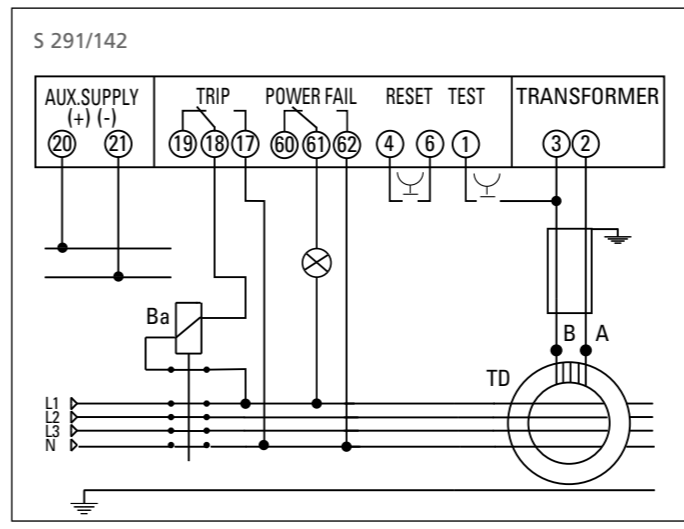 S 291/142
AUX.SUPPLY TRIP POWER FAIL RESET TEST TRANSFORMER
(+) (-)
20 21 19 18 17 60 61 62 4 6 1 3 2
Ba
B A
TD
L1
L2
L3
N